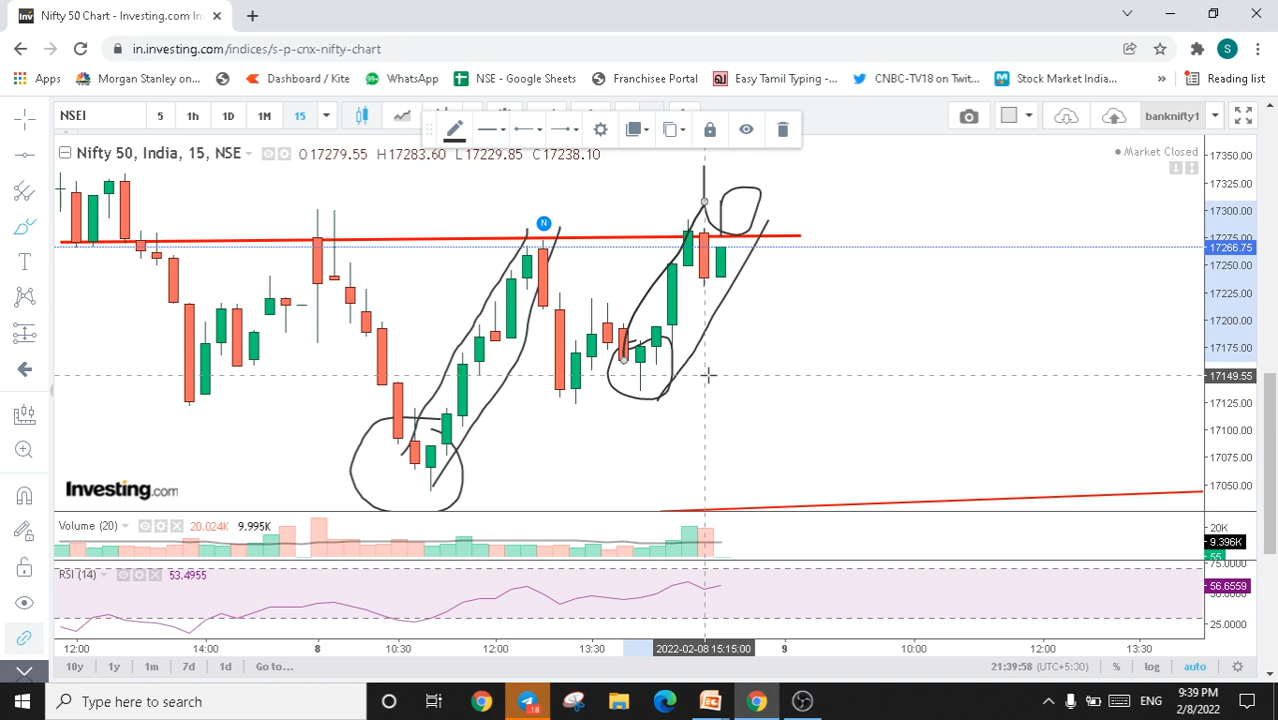 Nifty 50 Chart - Investing.com In
in.investing.com/indices/s-p-cnx-nifty-chart
S
Apps Morgan Stanley on... Dashboard / Kite WhatsApp NSE - Google Sheets Franchisee Portal Easy Tamil Typing -... CNBC-TV18 on Twit... Stock Market India... » Reading list
NSEI 5 1h 1D 1M 15 banknifty1
Nifty 50, India, 15, NSE O17279.55 H17283.60 L17229.85 C17238.10
Market Closed
N
17350.00
17325.00
17300.00
17275.00
17266.75
17250.00
17225.00
17200.00
17175.00
17149.55
17125.00
17100.00
17075.00
17050.00
Investing.com
Volume (20) 20.024K 9.995K
20K
9.396K
75.0000
RSI (14) 53.4955
56.6559
25.0000
12:00 14:00 8 10:30 12:00 13:30 2022-02-08 15:15:00 9 10:00 12:00 13:30
10y 1y 1m 7d 1d Go to... 21:39:58 (UTC+5:30) % log auto
Type here to search
18
ENG
9:39 PM
2/8/2022